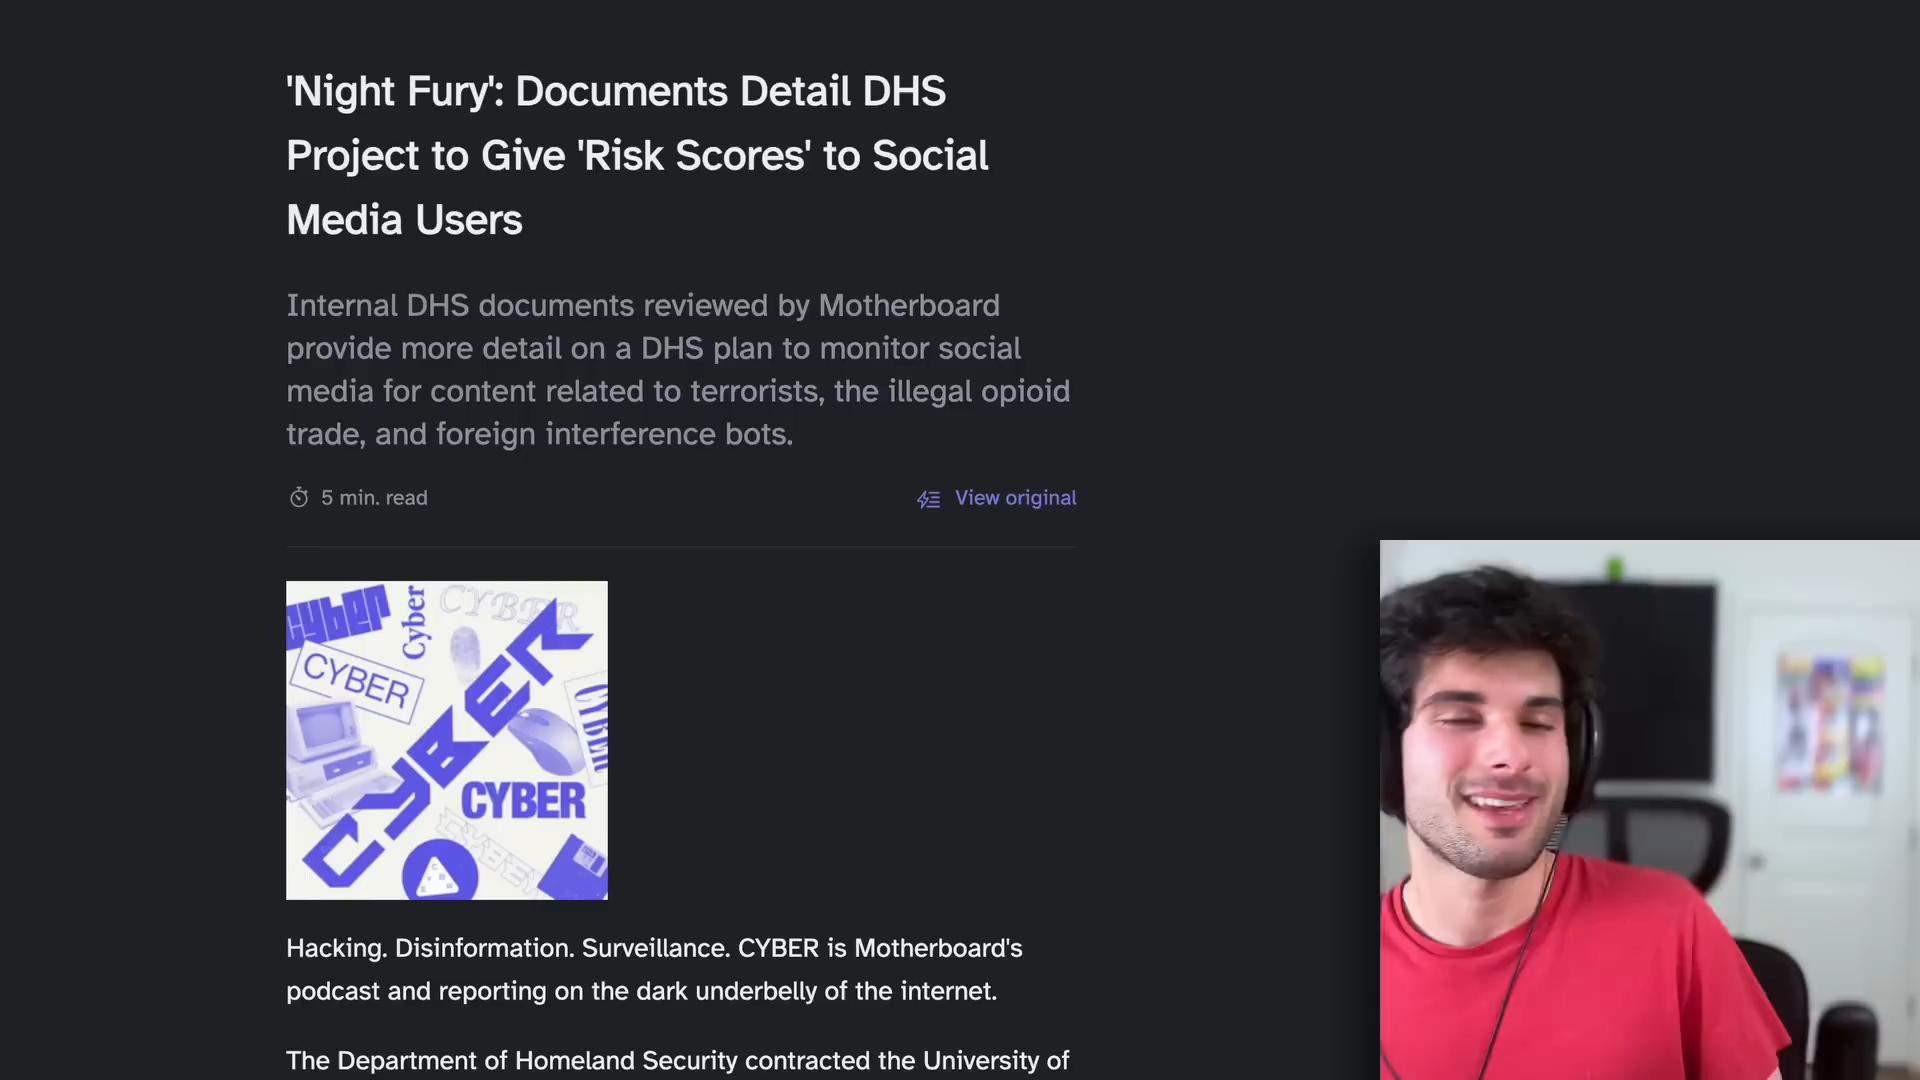 'Night Fury': Documents Detail DHS
Project to Give 'Risk Scores' to Social
Media Users
Internal DHS documents reviewed by Motherboard
provide more detail on a DHS plan to monitor social
media for content related to terrorists, the illegal opioid
trade, and foreign interference bots.
5 min. read
View original
cyber
Cyber
CYBER
CYBER
CYBER
CYBER
CYBER
CYBER
Hacking. Disinformation. Surveillance. CYBER is Motherboard's
podcast and reporting on the dark underbelly of the internet.
The Department of Homeland Security contracted the University of